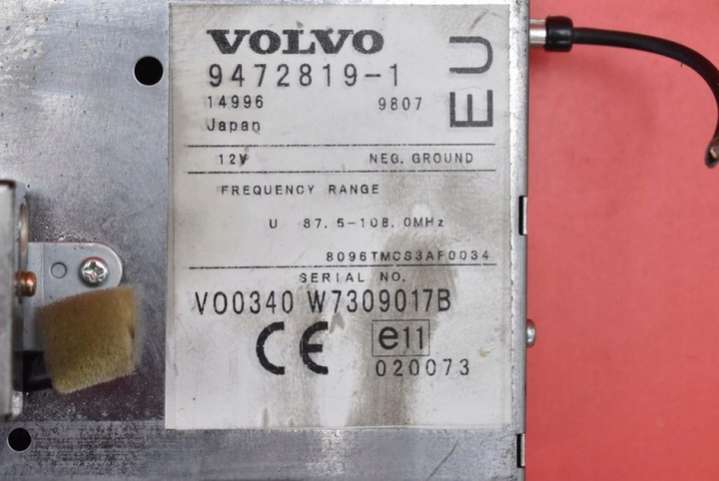 VOLVO
9472819-1
14996 9807
Japan
EU
12V NEG. GROUND
FREQUENCY RANGE
U 87.5-108.0MHz
8096TMCS3AF0034
SERIAL NO.
VO0340 W7309017B
CE e11
020073